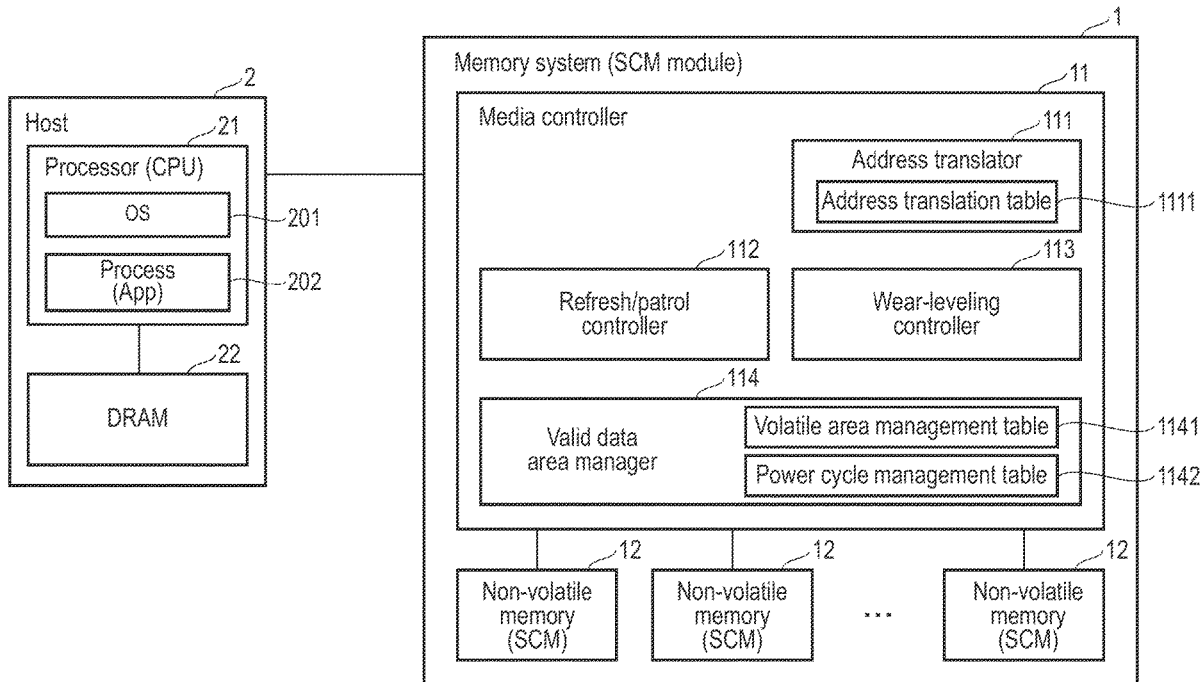 1
Memory system (SCM module)
2
Host
21
Processor (CPU)
OS
201
Process
(App)
202
22
DRAM
11
Media controller
111
Address translator
Address translation table
1111
112
Refresh/patrol
controller
113
Wear-leveling
controller
114
Valid data
area manager
Volatile area management table
1141
Power cycle management table
1142
12
Non-volatile
memory
(SCM)
12
Non-volatile
memory
(SCM)
...
12
Non-volatile
memory
(SCM)